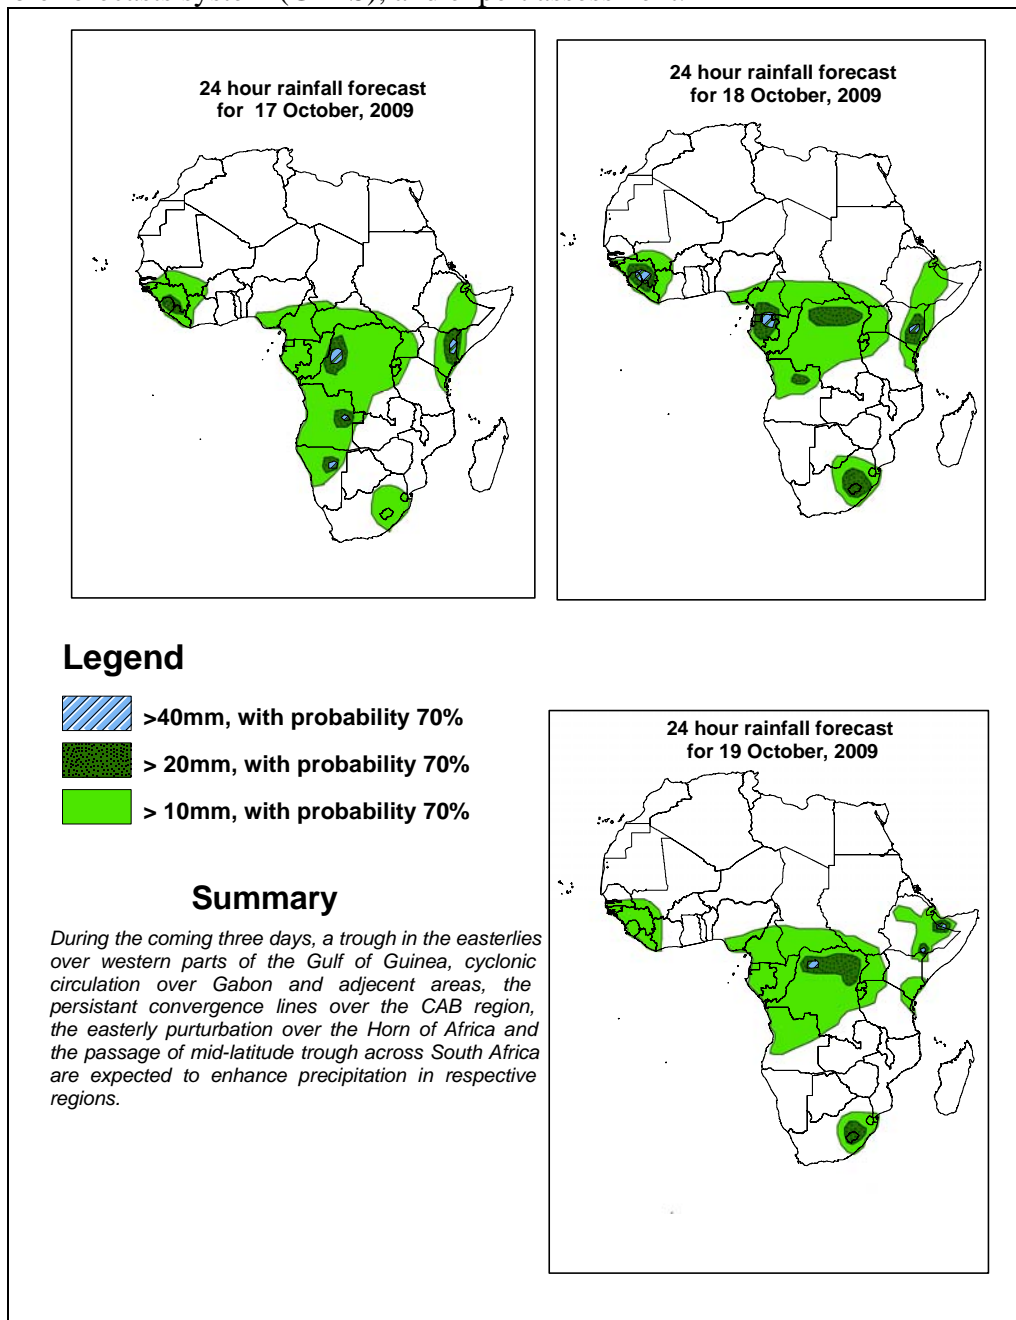 24 hour rainfall forecast
for 17 October, 2009
24 hour rainfall forecast
for 18 October, 2009
Legend
>40mm, with probability 70%
> 20mm, with probability 70%
> 10mm, with probability 70%
Summary
During the coming three days, a trough in the easterlies
over western parts of the Gulf of Guinea, cyclonic
circulation over Gabon and adjecent areas, the
persistant convergence lines over the CAB region,
the easterly purturbation over the Horn of Africa and
the passage of mid-latitude trough across South Africa
are expected to enhance precipitation in respective
regions.
24 hour rainfall forecast
for 19 October, 2009